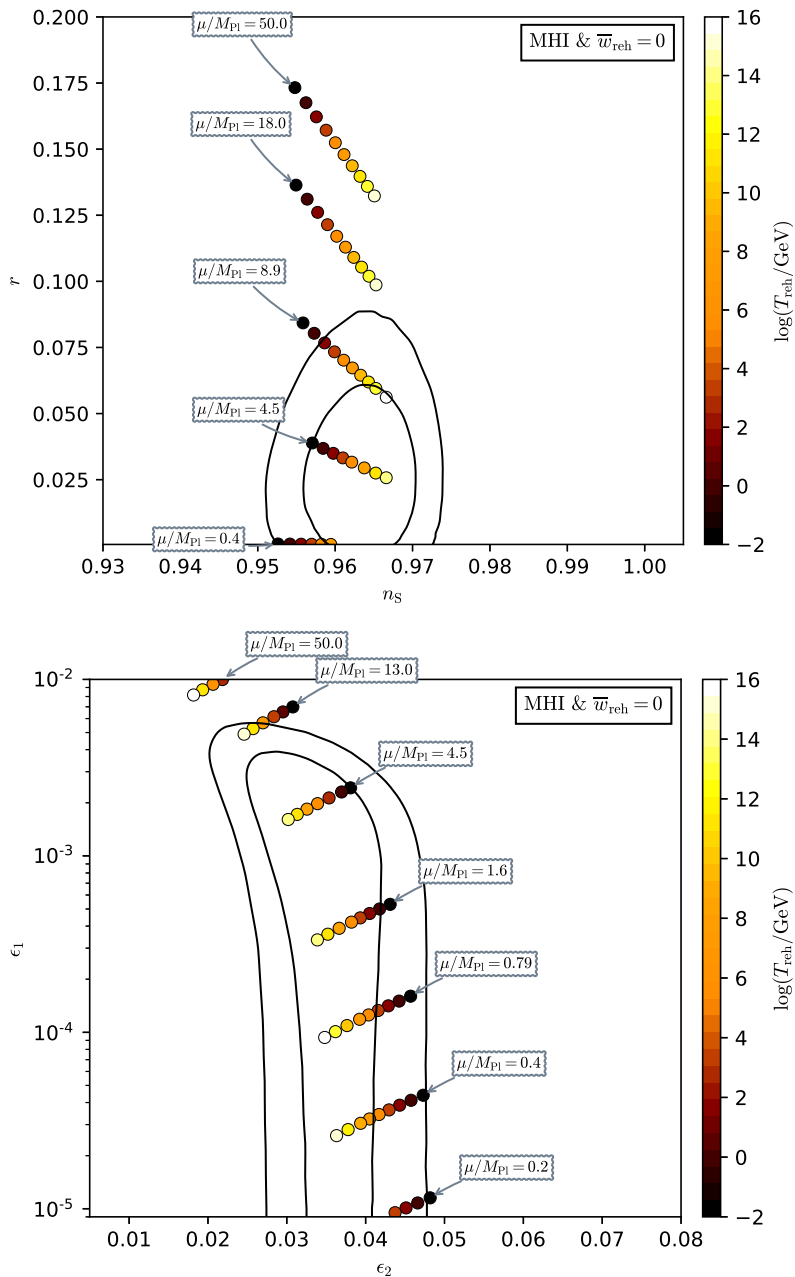 0.200
0.175
0.150
0.125
0.100
0.075
0.050
0.025
r
μ/M_Pl = 50.0
μ/M_Pl = 18.0
μ/M_Pl = 8.9
μ/M_Pl = 4.5
μ/M_Pl = 0.4
MHI & w̅_reh = 0
0.93 0.94 0.95 0.96 0.97 0.98 0.99 1.00
n_S
16
14
12
10
8
6
4
2
0
−2
log(T_reh/GeV)
10⁻²
10⁻³
10⁻⁴
10⁻⁵
ϵ₁
μ/M_Pl = 50.0
μ/M_Pl = 13.0
μ/M_Pl = 4.5
μ/M_Pl = 1.6
μ/M_Pl = 0.79
μ/M_Pl = 0.4
μ/M_Pl = 0.2
MHI & w̅_reh = 0
0.01 0.02 0.03 0.04 0.05 0.06 0.07 0.08
ϵ₂
16
14
12
10
8
6
4
2
0
−2
log(T_reh/GeV)